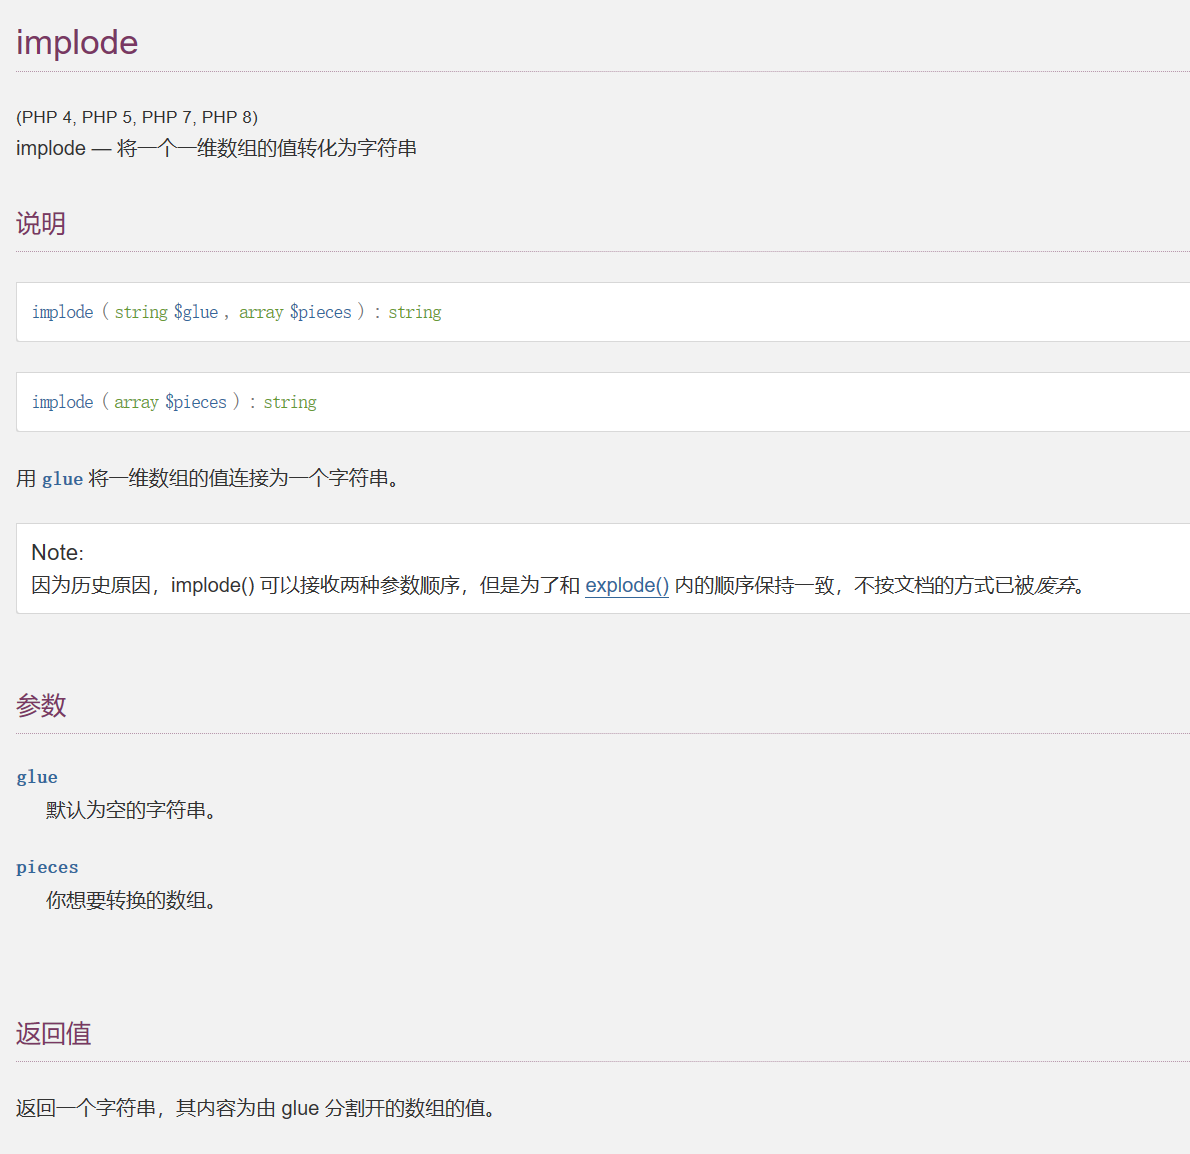 implode
(PHP 4, PHP 5, PHP 7, PHP 8)
implode — 将一个一维数组的值转化为字符串
说明
implode ( string $glue , array $pieces ) : string
implode ( array $pieces ) : string
用 glue 将一维数组的值连接为一个字符串。
Note:
因为历史原因，implode() 可以接收两种参数顺序，但是为了和 explode() 内的顺序保持一致，不按文档的方式已被废弃。
参数
glue
默认为空的字符串。
pieces
你想要转换的数组。
返回值
返回一个字符串，其内容为由 glue 分割开的数组的值。